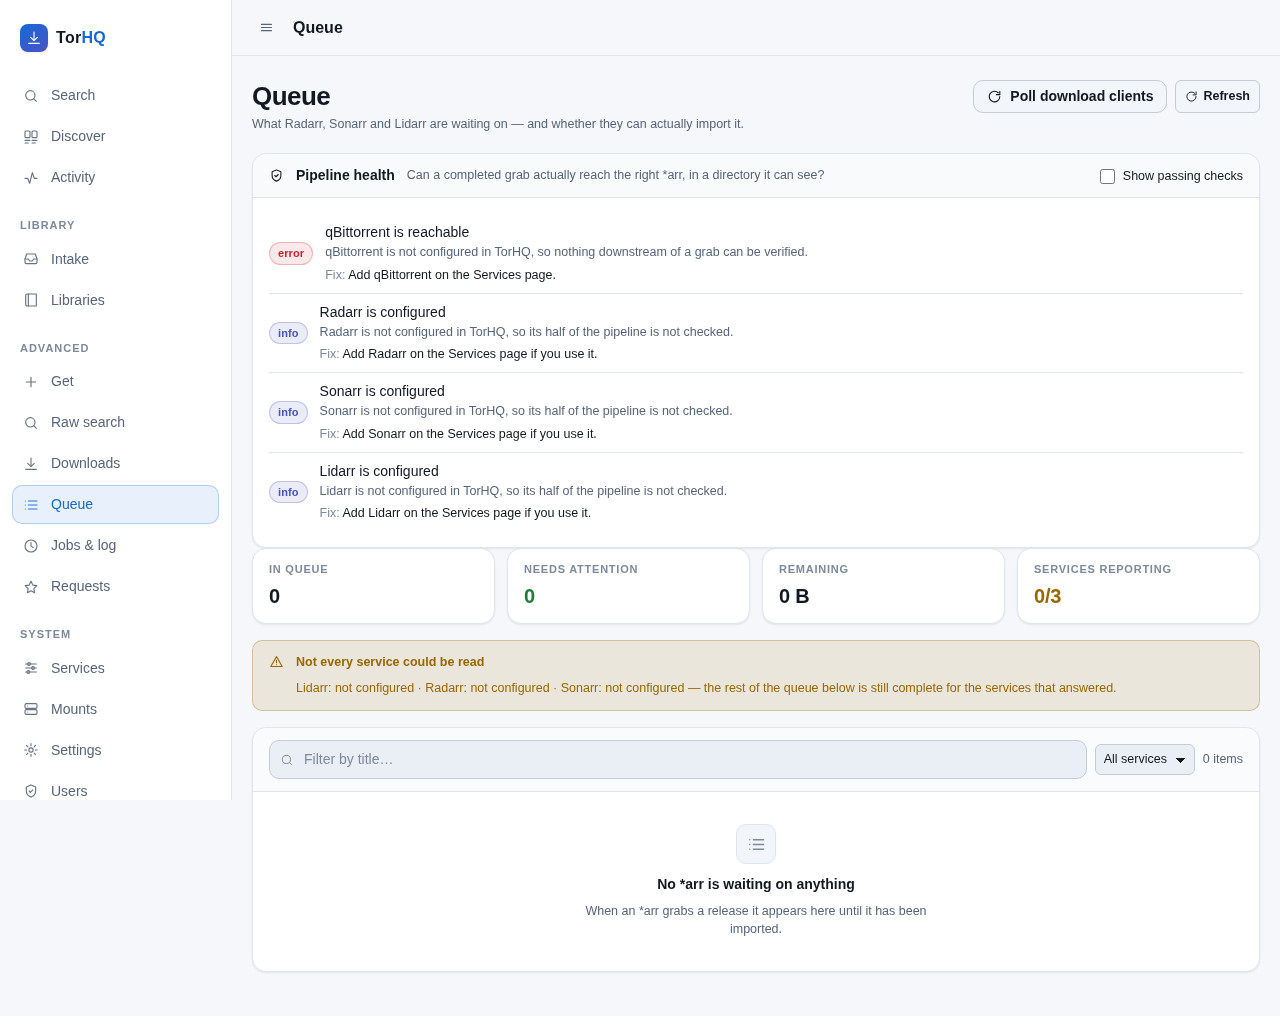 TorHQ
Queue
Search
Discover
Activity
LIBRARY
Intake
Libraries
ADVANCED
Get
Raw search
Downloads
Queue
Jobs & log
Requests
SYSTEM
Services
Mounts
Settings
Users
Queue
What Radarr, Sonarr and Lidarr are waiting on — and whether they can actually import it.
Poll download clients
Refresh
Pipeline health Can a completed grab actually reach the right *arr, in a directory it can see?
Show passing checks
error
qBittorrent is reachable
qBittorrent is not configured in TorHQ, so nothing downstream of a grab can be verified.
Fix: Add qBittorrent on the Services page.
info
Radarr is configured
Radarr is not configured in TorHQ, so its half of the pipeline is not checked.
Fix: Add Radarr on the Services page if you use it.
info
Sonarr is configured
Sonarr is not configured in TorHQ, so its half of the pipeline is not checked.
Fix: Add Sonarr on the Services page if you use it.
info
Lidarr is configured
Lidarr is not configured in TorHQ, so its half of the pipeline is not checked.
Fix: Add Lidarr on the Services page if you use it.
IN QUEUE
0
NEEDS ATTENTION
0
REMAINING
0 B
SERVICES REPORTING
0/3
Not every service could be read
Lidarr: not configured · Radarr: not configured · Sonarr: not configured — the rest of the queue below is still complete for the services that answered.
Filter by title…
All services
0 items
No *arr is waiting on anything
When an *arr grabs a release it appears here until it has been
imported.